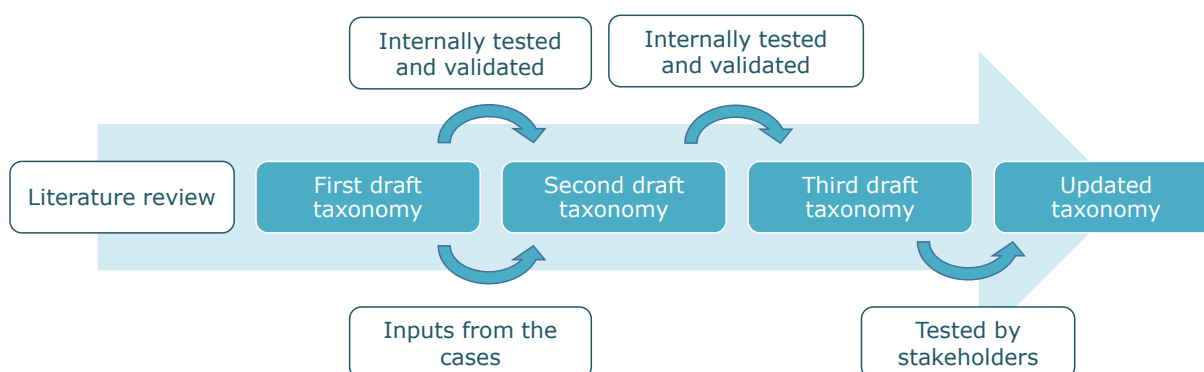 Internally tested
and validated
Internally tested
and validated
Literature review
First draft
taxonomy
Second draft
taxonomy
Third draft
taxonomy
Updated
taxonomy
Inputs from the
cases
Tested by
stakeholders